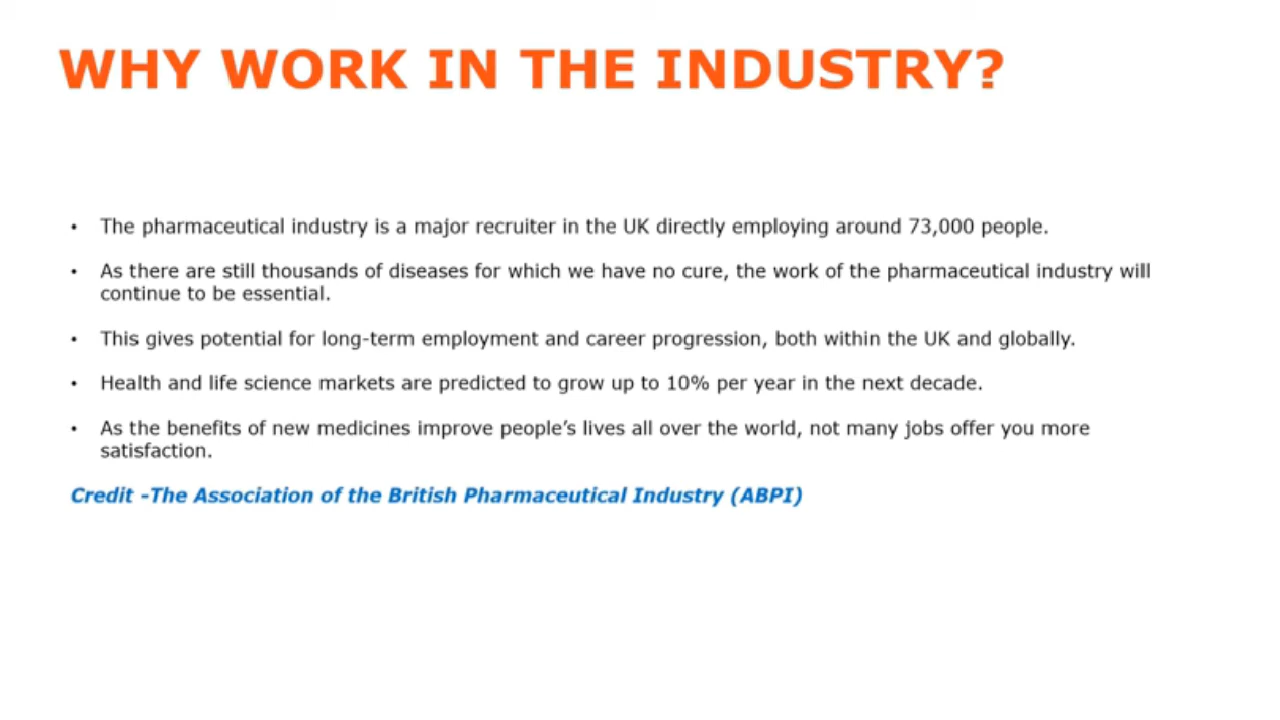 WHY WORK IN THE INDUSTRY?
• The pharmaceutical industry is a major recruiter in the UK directly employing around 73,000 people.
• As there are still thousands of diseases for which we have no cure, the work of the pharmaceutical industry will
continue to be essential.
• This gives potential for long-term employment and career progression, both within the UK and globally.
• Health and life science markets are predicted to grow up to 10% per year in the next decade.
• As the benefits of new medicines improve people’s lives all over the world, not many jobs offer you more
satisfaction.
Credit -The Association of the British Pharmaceutical Industry (ABPI)